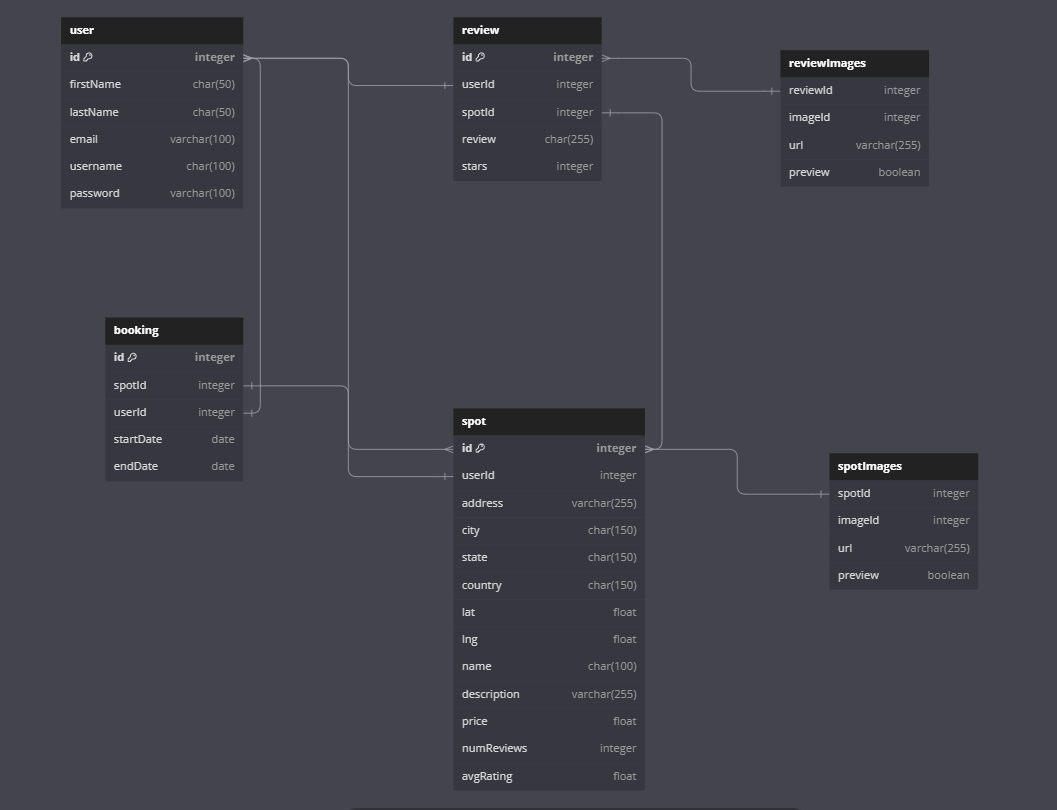 user
id integer
firstName char(50)
lastName char(50)
email varchar(100)
username char(100)
password varchar(100)
review
id integer
userId integer
spotId integer
review char(255)
stars integer
reviewImages
reviewId integer
imageId integer
url varchar(255)
preview boolean
booking
id integer
spotId integer
userId integer
startDate date
endDate date
spot
id integer
userId integer
address varchar(255)
city char(150)
state char(150)
country char(150)
lat float
lng float
name char(100)
description varchar(255)
price float
numReviews integer
avgRating float
spotImages
spotId integer
imageId integer
url varchar(255)
preview boolean